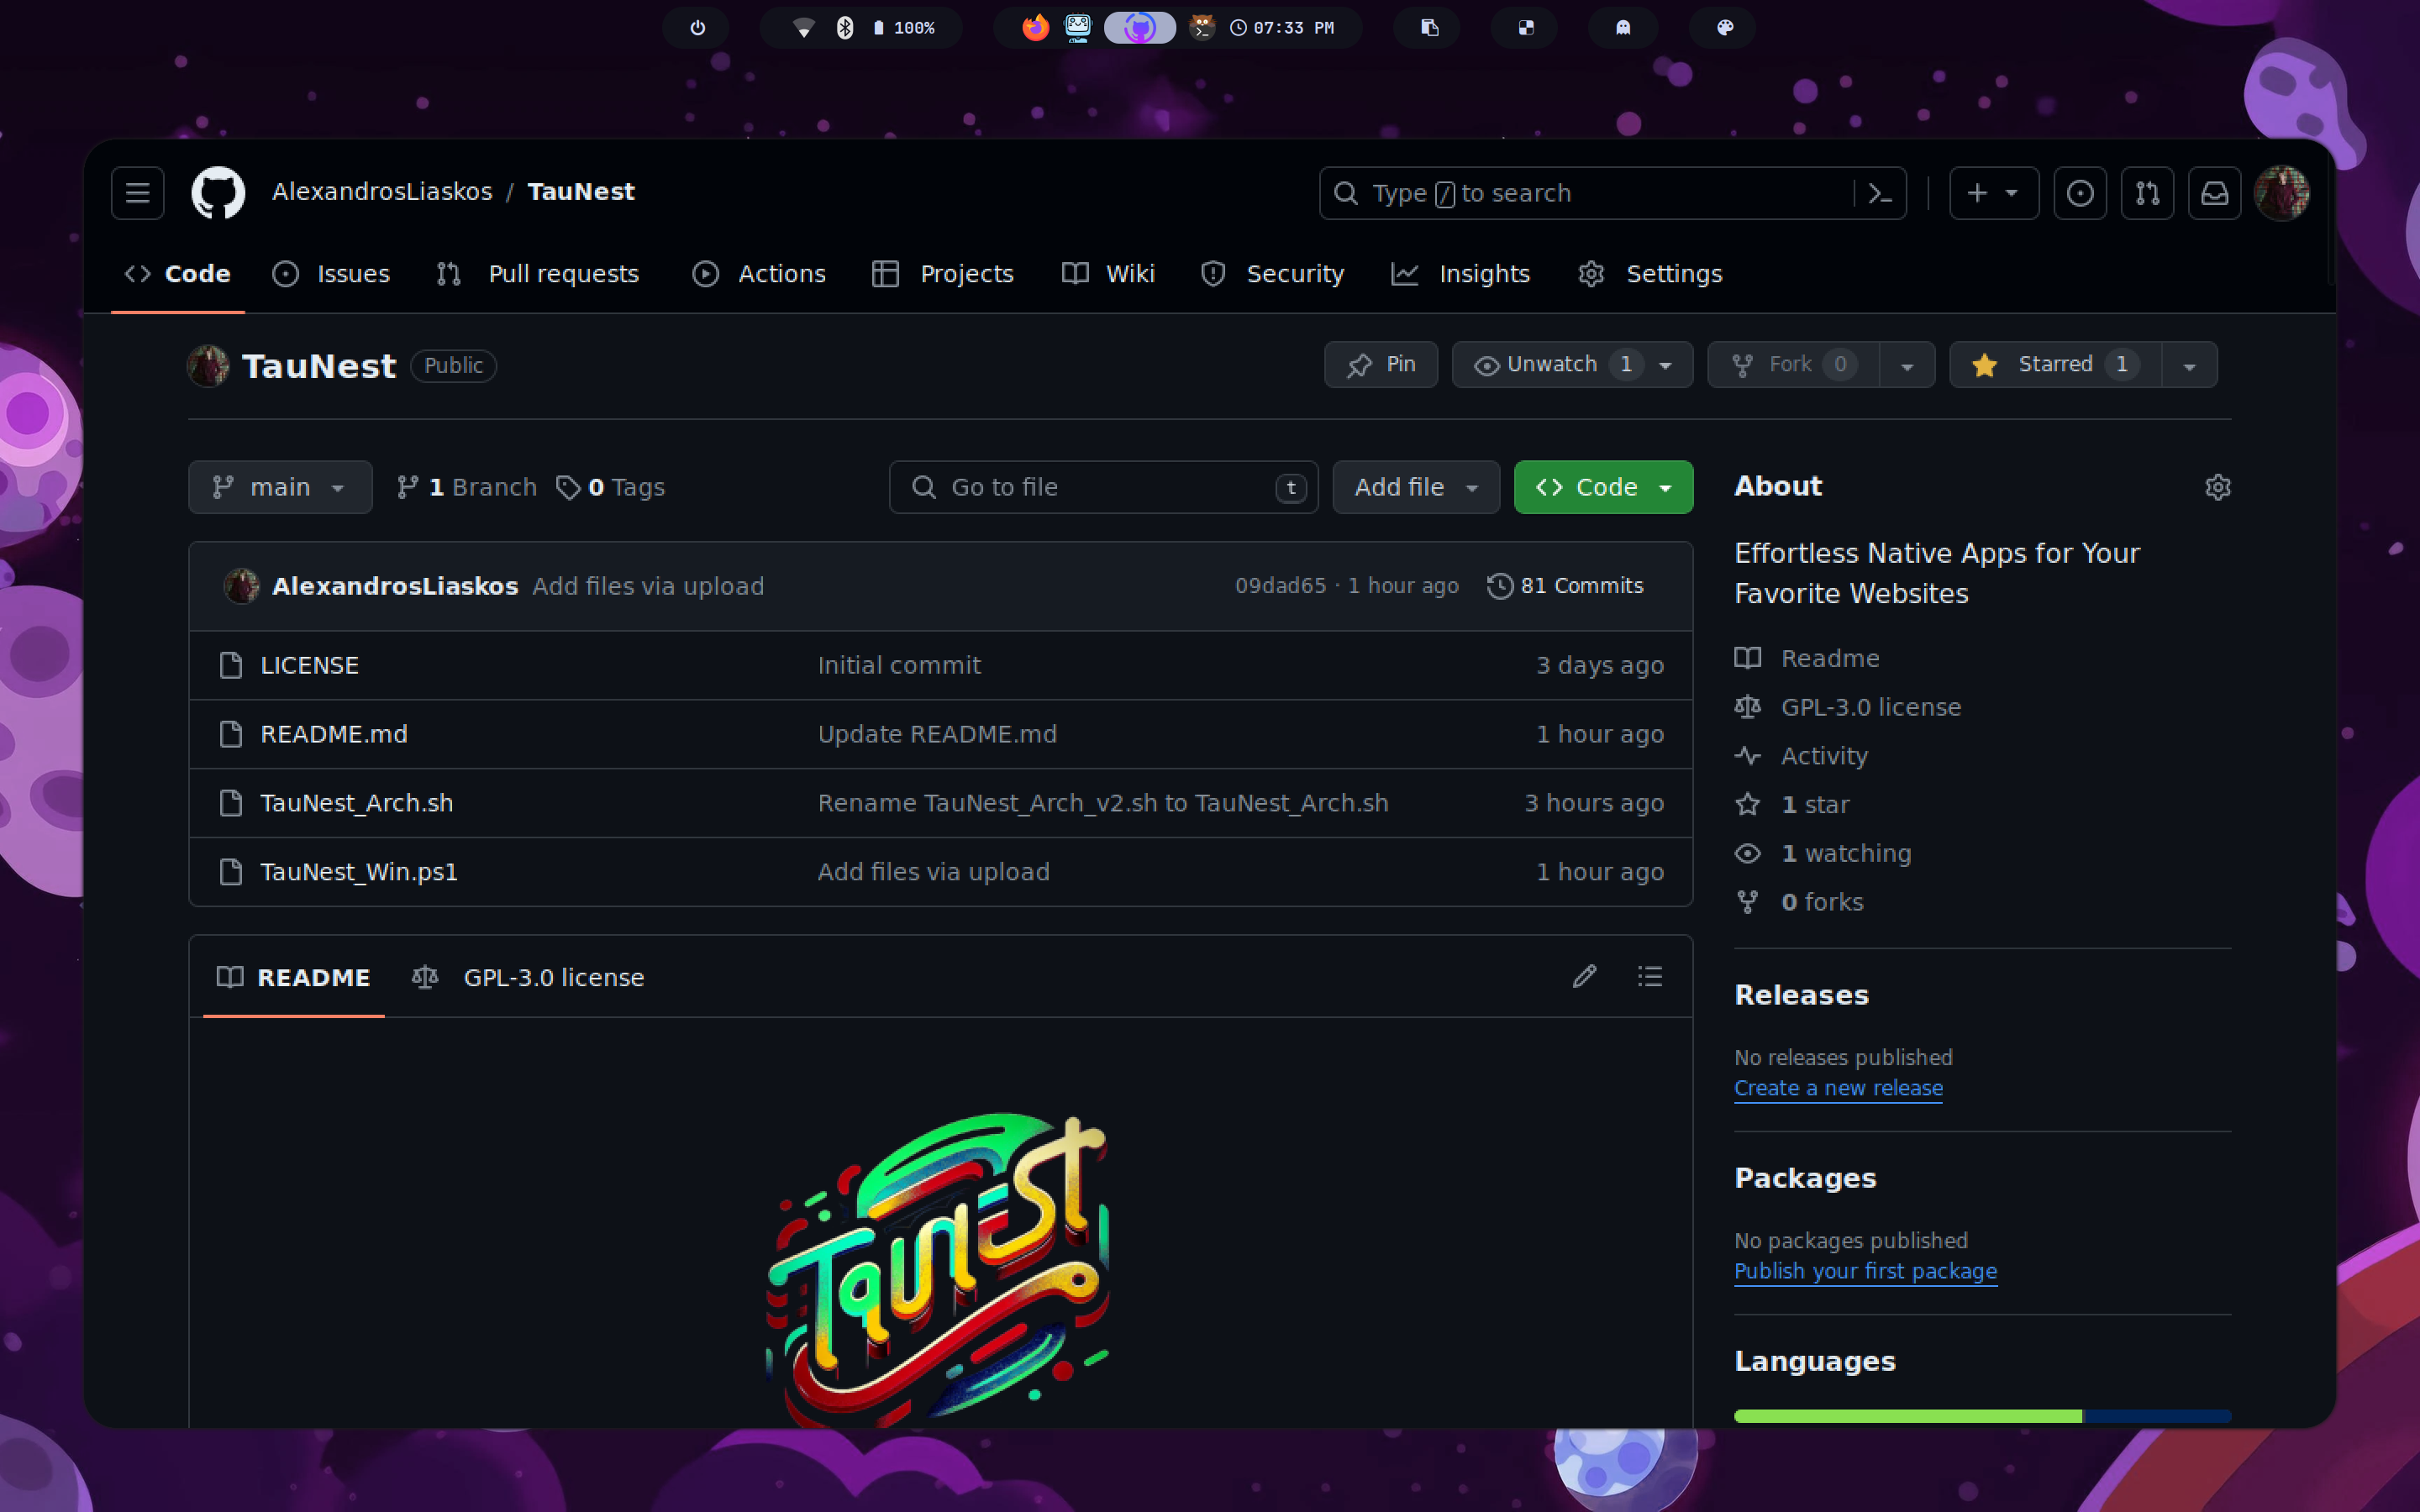 100%
07:33 PM
AlexandrosLiaskos / TauNest
Type / to search
Code Issues Pull requests Actions Projects Wiki Security Insights Settings
TauNest Public
Pin Unwatch 1 Fork 0 Starred 1
main 1 Branch 0 Tags
Go to file t
Add file Code
AlexandrosLiaskos Add files via upload 09dad65 · 1 hour ago 81 Commits
LICENSE Initial commit 3 days ago
README.md Update README.md 1 hour ago
TauNest_Arch.sh Rename TauNest_Arch_v2.sh to TauNest_Arch.sh 3 hours ago
TauNest_Win.ps1 Add files via upload 1 hour ago
README GPL-3.0 license
TauNest
About
Effortless Native Apps for Your
Favorite Websites
Readme
GPL-3.0 license
Activity
1 star
1 watching
0 forks
Releases
No releases published
Create a new release
Packages
No packages published
Publish your first package
Languages